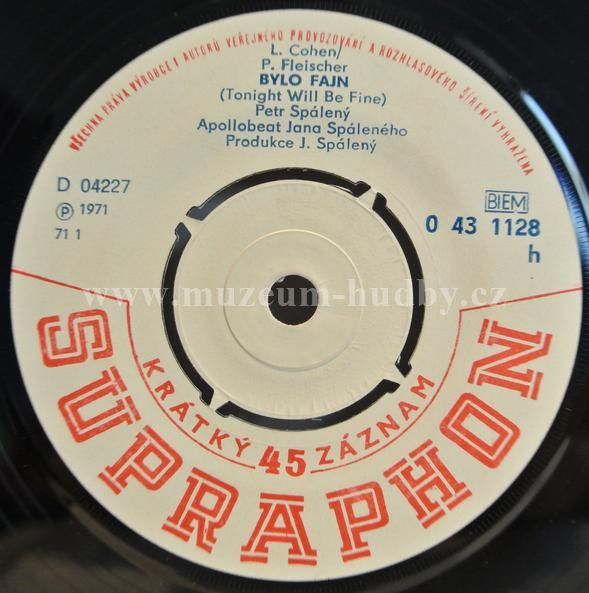 VŠECHNA PRÁVA VÝROBCE I AUTORŮ VEŘEJNÉHO PROVOZOVÁNÍ A ROZHLASOVÉHO ŠÍŘENÍ VYHRAŽENA
L. Cohen/
P. Fleischer
BYLO FAJN
(Tonight Will Be Fine)
Petr Spálený
Apollobeat Jana Spáleného
Produkce J. Spálený
D 04227
Ⓟ 1971
71 1
BIEM
0 43 1128
h
www.muzeum-hudby.cz
KRÁTKÝ 45 ZÁZNAM
SUPRAPHON